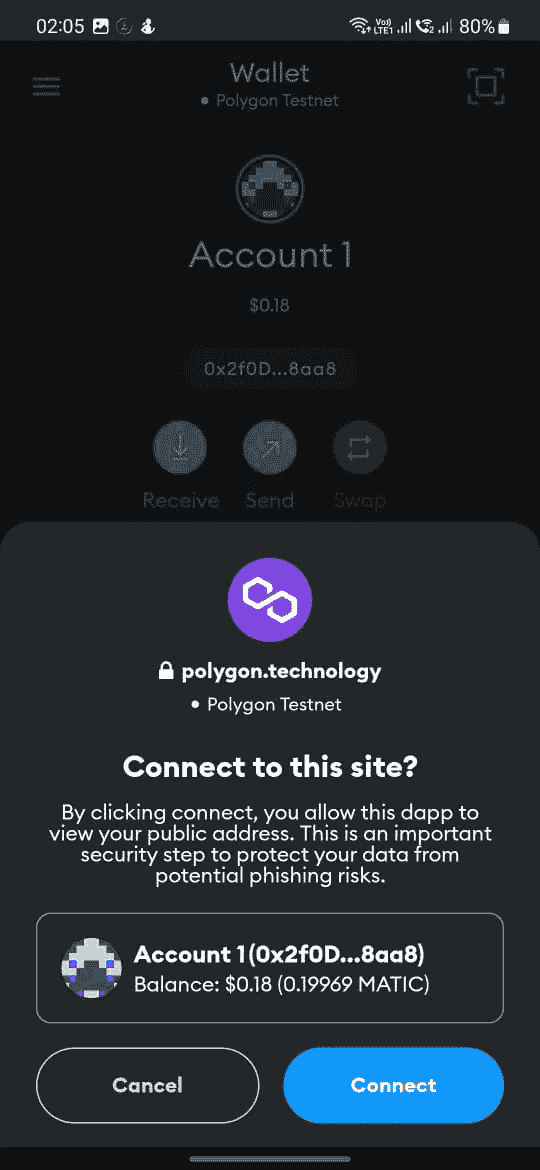 02:05 Vo) LTE1 2 80%
Wallet
Polygon Testnet
Account 1
$0.18
0x2f0D...8aa8
Receive Send Swap
polygon.technology
Polygon Testnet
Connect to this site?
By clicking connect, you allow this dapp to
view your public address. This is an important
security step to protect your data from
potential phishing risks.
Account 1 (0x2f0D...8aa8)
Balance: $0.18 (0.19969 MATIC)
Cancel Connect